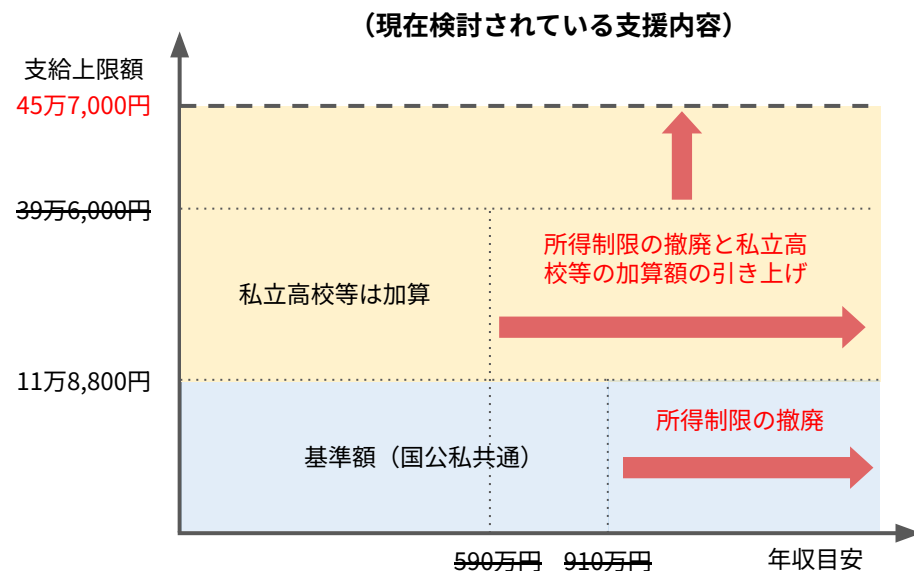 （現在検討されている支援内容）
支給上限額
45万7,000円
39万6,000円
所得制限の撤廃と私立高
校等の加算額の引き上げ
私立高校等は加算
11万8,800円
所得制限の撤廃
基準額（国公私共通）
590万円
910万円
年収目安